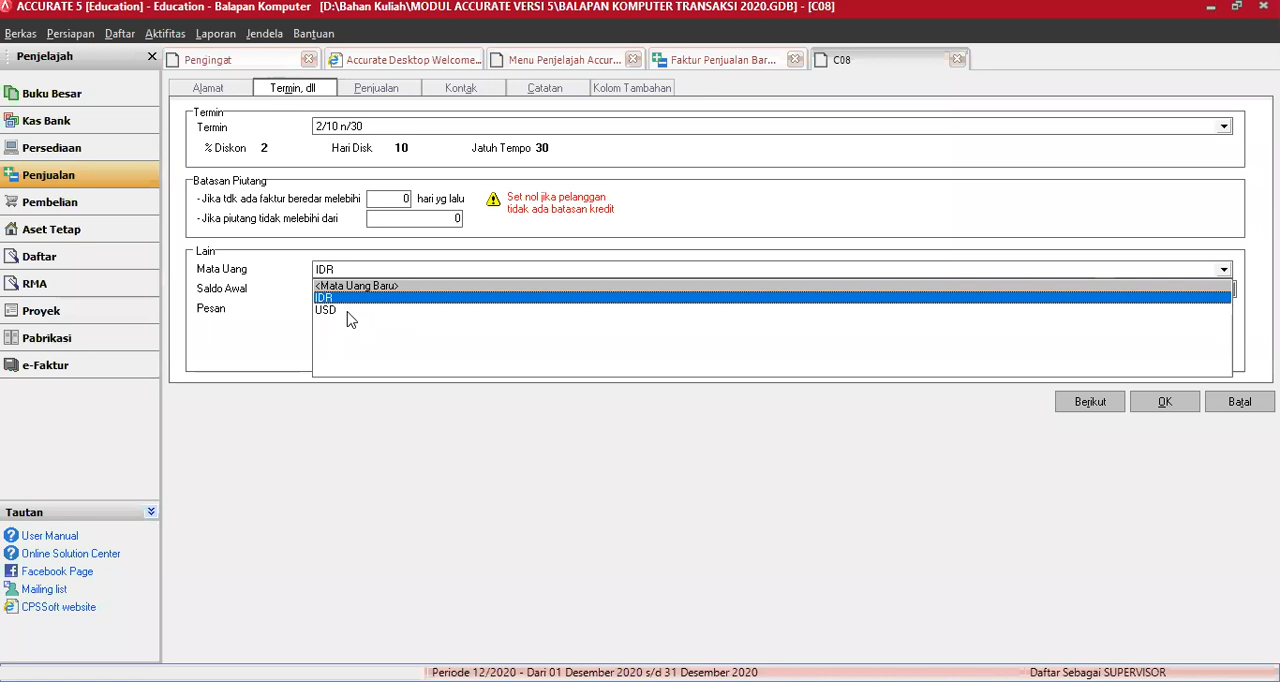 ACCURATE 5 [Education] - Education - Balapan Komputer [D:\Bahan Kuliah\MODUL ACCURATE VERSI 5\BALAPAN KOMPUTER TRANSAKSI 2020.GDB] - [C08]
Berkas Persiapan Daftar Aktifitas Laporan Jendela Bantuan
Penjelajah
Pengingat
Accurate Desktop Welcome...
Menu Penjelajah Accur...
Faktur Penjualan Bar...
C08
Buku Besar
Kas Bank
Persediaan
Penjualan
Pembelian
Aset Tetap
Daftar
RMA
Proyek
Pabrikasi
e-Faktur
Alamat
Termin, dll
Penjualan
Kontak
Catatan
Kolom Tambahan
Termin
Termin 2/10 n/30
% Diskon 2 Hari Disk 10 Jatuh Tempo 30
Batasan Piutang
- Jika tdk ada faktur beredar melebihi 0 hari yg lalu
- Jika piutang tidak melebihi dari 0
Set nol jika pelanggan
tidak ada batasan kredit
Lain
Mata Uang IDR
Saldo Awal
Pesan
<Mata Uang Baru>
IDR
USD
Berikut
OK
Batal
Tautan
User Manual
Online Solution Center
Facebook Page
Mailing list
CPSSoft website
Periode 12/2020 - Dari 01 Desember 2020 s/d 31 Desember 2020
Daftar Sebagai SUPERVISOR